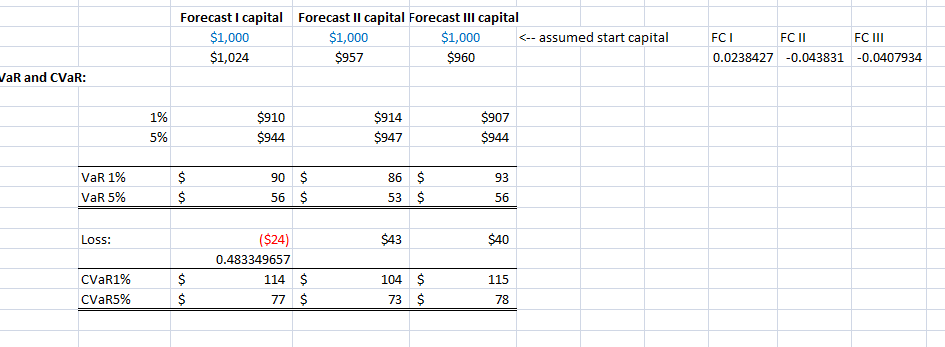 Forecast I capital Forecast II capital Forecast III capital
$1,000 $1,000 $1,000 <-- assumed start capital FC I FC II FC III
$1,024 $957 $960 0.0238427 -0.043831 -0.0407934
VaR and CVaR:
1% $910 $914 $907
5% $944 $947 $944
VaR 1% $ 90 $ 86 $ 93
VaR 5% $ 56 $ 53 $ 56
Loss: ($24) $43 $40
0.483349657
CVaR1% $ 114 $ 104 $ 115
CVaR5% $ 77 $ 73 $ 78